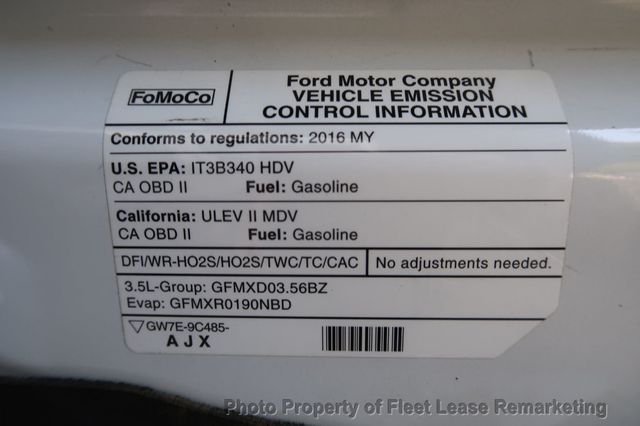 FoMoCo
Ford Motor Company
VEHICLE EMISSION
CONTROL INFORMATION
Conforms to regulations: 2016 MY
U.S. EPA: IT3B340 HDV
CA OBD II Fuel: Gasoline
California: ULEV II MDV
CA OBD II Fuel: Gasoline
DFI/WR-HO2S/HO2S/TWC/TC/CAC No adjustments needed.
3.5L-Group: GFMXD03.56BZ
Evap: GFMXR0190NBD
GW7E-9C485-
AJX
Photo Property of Fleet Lease Remarketing